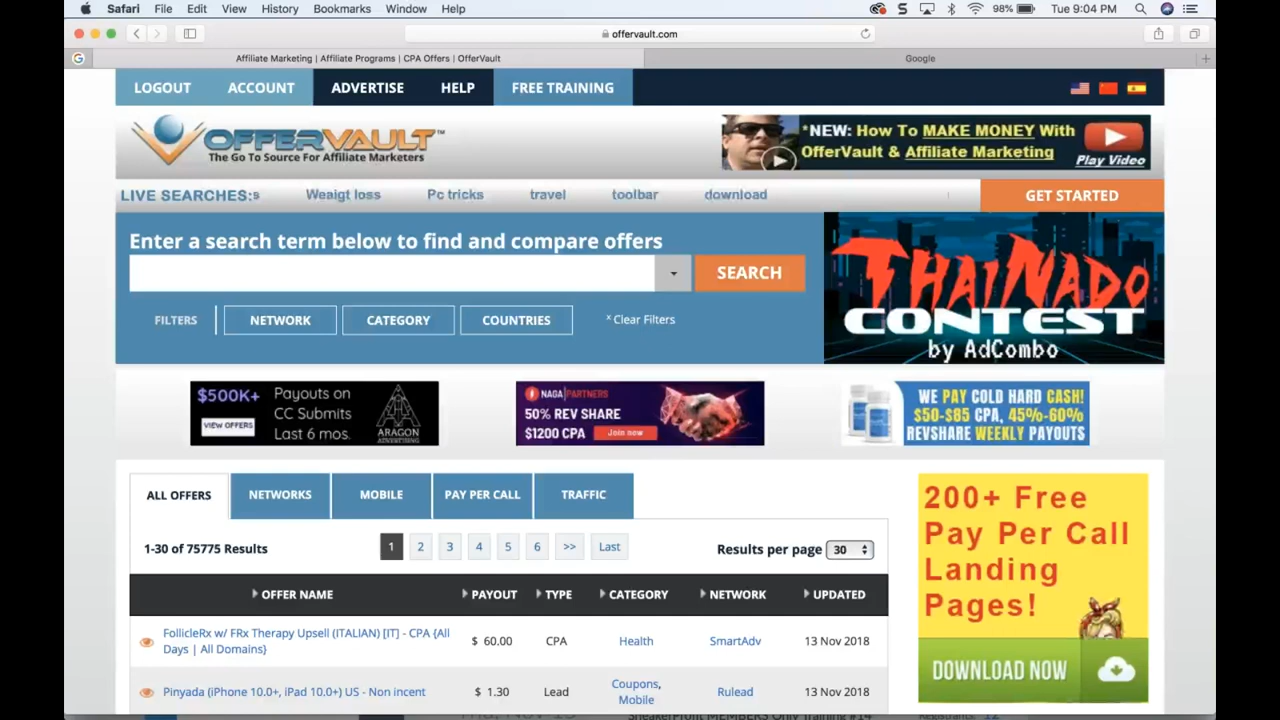 Safari File Edit View History Bookmarks Window Help 98% Tue 9:04 PM
offervault.com
Affiliate Marketing | Affiliate Programs | CPA Offers | OfferVault Google
LOGOUT ACCOUNT ADVERTISE HELP FREE TRAINING
OFFERVAULT™
The Go To Source For Affiliate Marketers
*NEW: How To MAKE MONEY With
OfferVault & Affiliate Marketing
Play Video
LIVE SEARCHES: s Weaigt loss Pc tricks travel toolbar download
GET STARTED
Enter a search term below to find and compare offers
SEARCH
FILTERS NETWORK CATEGORY COUNTRIES x Clear Filters
THAINADO
CONTEST
by AdCombo
$500K+ Payouts on
CC Submits
Last 6 mos.
VIEW OFFERS
ARAGON
ADVERTISING
NAGA|PARTNERS
50% REV SHARE
$1200 CPA Join now
WE PAY COLD HARD CASH!
$50-$85 CPA, 45%-60%
REVSHARE WEEKLY PAYOUTS
ALL OFFERS NETWORKS MOBILE PAY PER CALL TRAFFIC
1-30 of 75775 Results 1 2 3 4 5 6 >> Last Results per page 30
OFFER NAME PAYOUT TYPE CATEGORY NETWORK UPDATED
FollicleRx w/ FRx Therapy Upsell (ITALIAN) [IT] - CPA {All
Days | All Domains} $ 60.00 CPA Health SmartAdv 13 Nov 2018
Pinyada (iPhone 10.0+, iPad 10.0+) US - Non incent $ 1.30 Lead Coupons,
Mobile Rulead 13 Nov 2018
200+ Free
Pay Per Call
Landing
Pages!
DOWNLOAD NOW